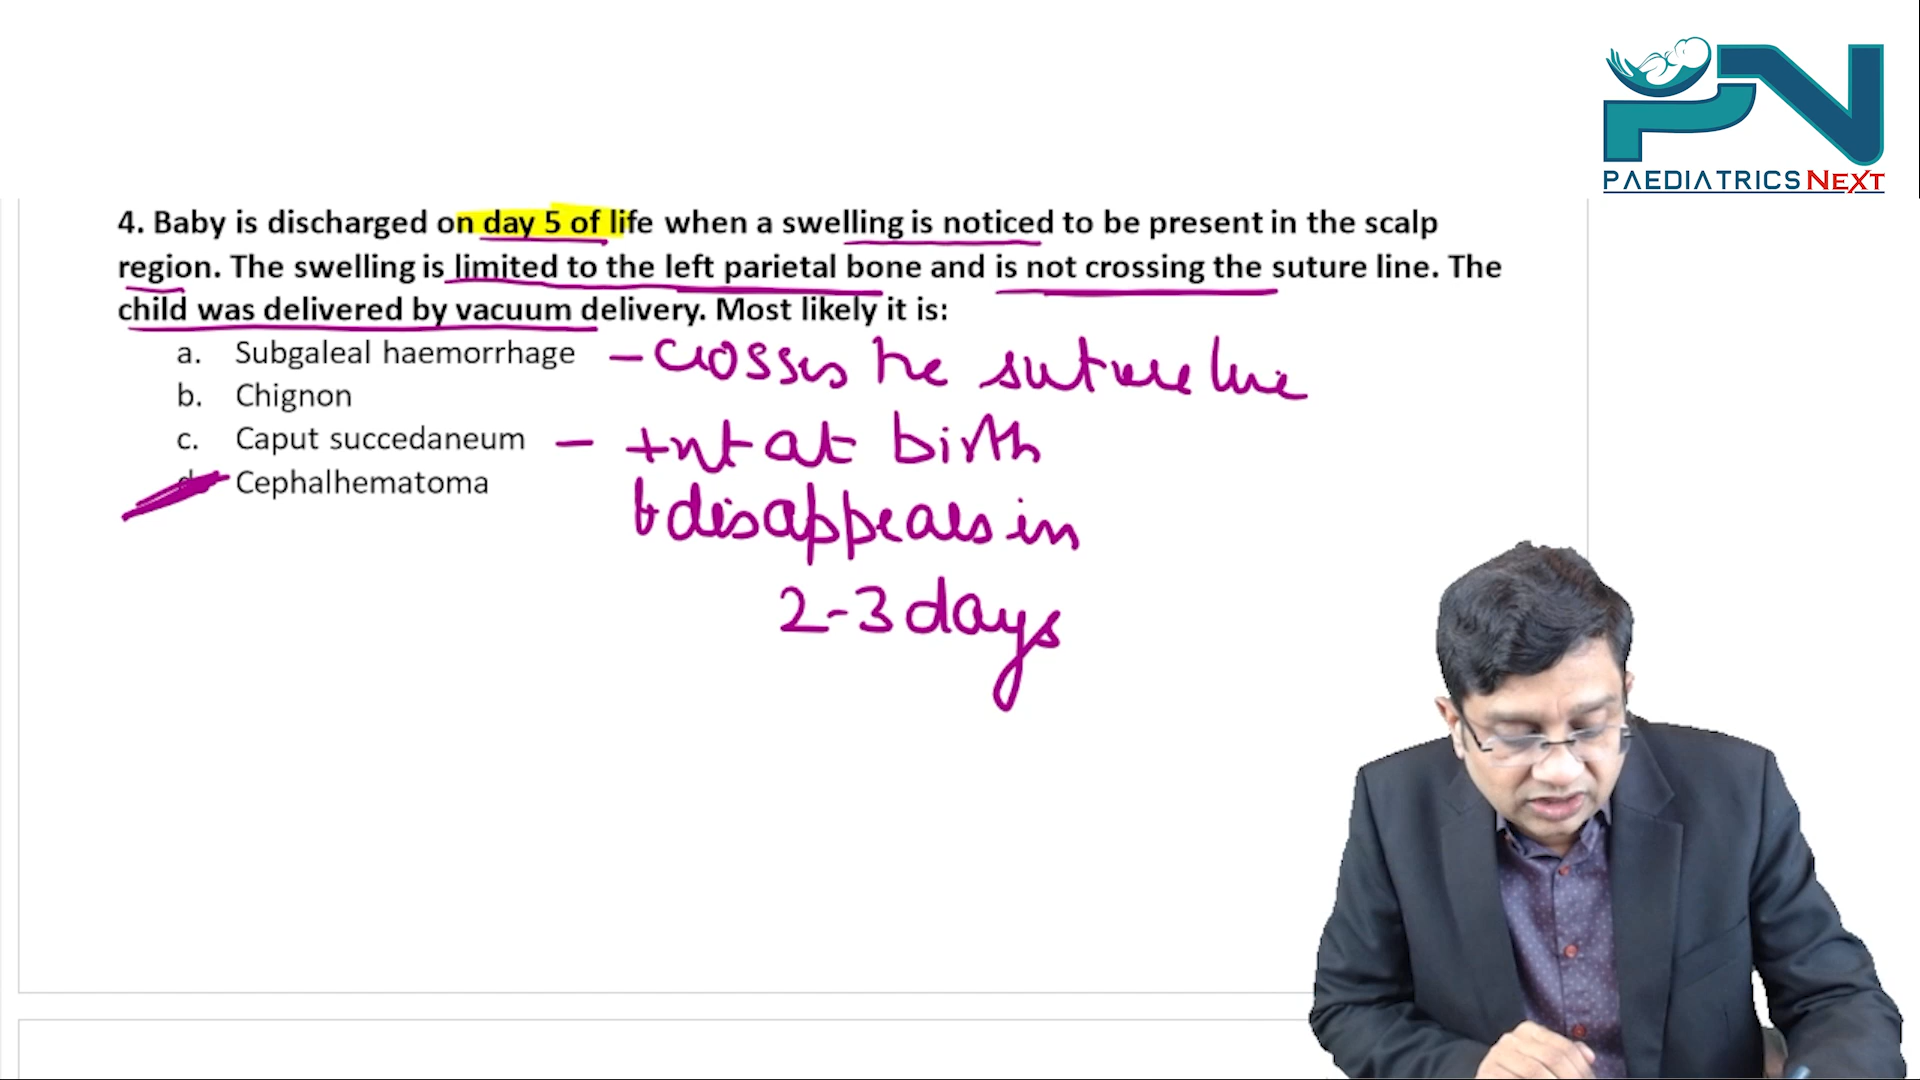 PAEDIATRICS NEXT
4. Baby is discharged on day 5 of life when a swelling is noticed to be present in the scalp
region. The swelling is limited to the left parietal bone and is not crossing the suture line. The
child was delivered by vacuum delivery. Most likely it is:
a. Subgaleal haemorrhage – crosses the suture line
b. Chignon
c. Caput succedaneum – +nt at birth
d. Cephalhematoma
disappears in
2-3 days